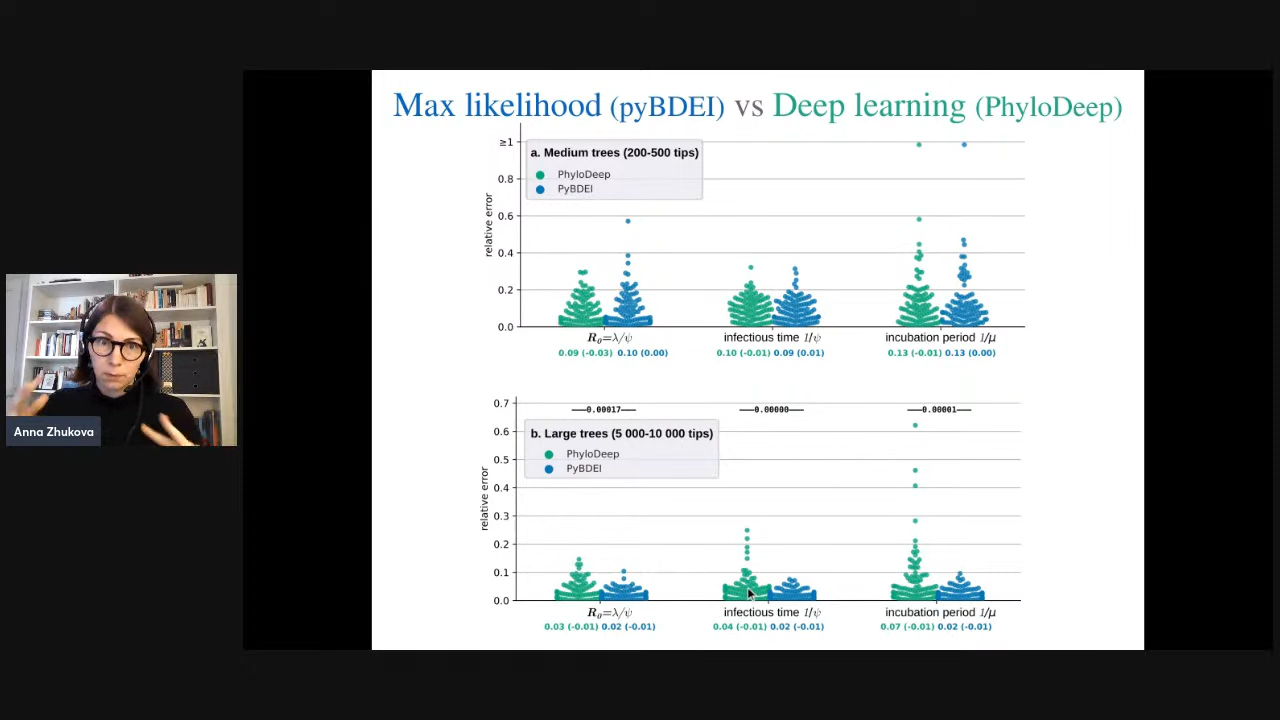 Max likelihood (pyBDEI) vs Deep learning (PhyloDeep)
≥1
0.8
0.6
0.4
0.2
0.0
relative error
a. Medium trees (200-500 tips)
PhyloDeep
PyBDEI
R₀=λ/ψ infectious time 1/ψ incubation period 1/μ
0.09 (-0.03) 0.10 (0.00) 0.10 (-0.01) 0.09 (0.01) 0.13 (-0.01) 0.13 (0.00)
0.7
0.6
0.5
0.4
0.3
0.2
0.1
0.0
relative error
0.00017 0.00000 0.00001
b. Large trees (5 000-10 000 tips)
PhyloDeep
PyBDEI
R₀=λ/ψ infectious time 1/ψ incubation period 1/μ
0.03 (-0.01) 0.02 (-0.01) 0.04 (-0.01) 0.02 (-0.01) 0.07 (-0.01) 0.02 (-0.01)
Anna Zhukova